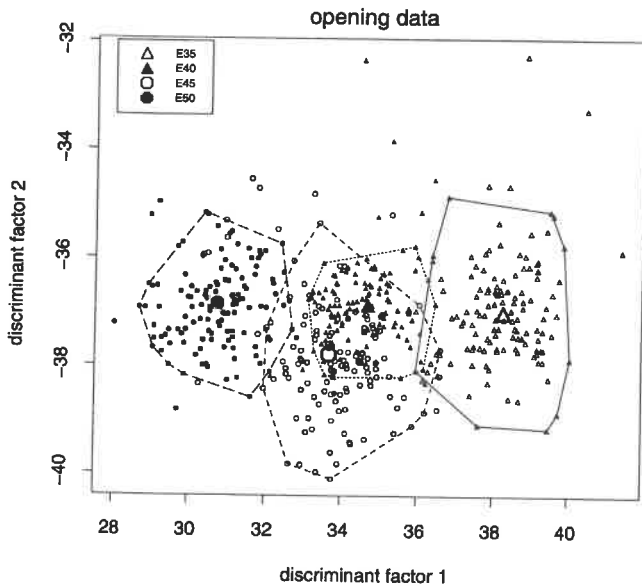 opening data
E35
E40
E45
E50
−32
−34
−36
−38
−40
discriminant factor 2
28
30
32
34
36
38
40
discriminant factor 1